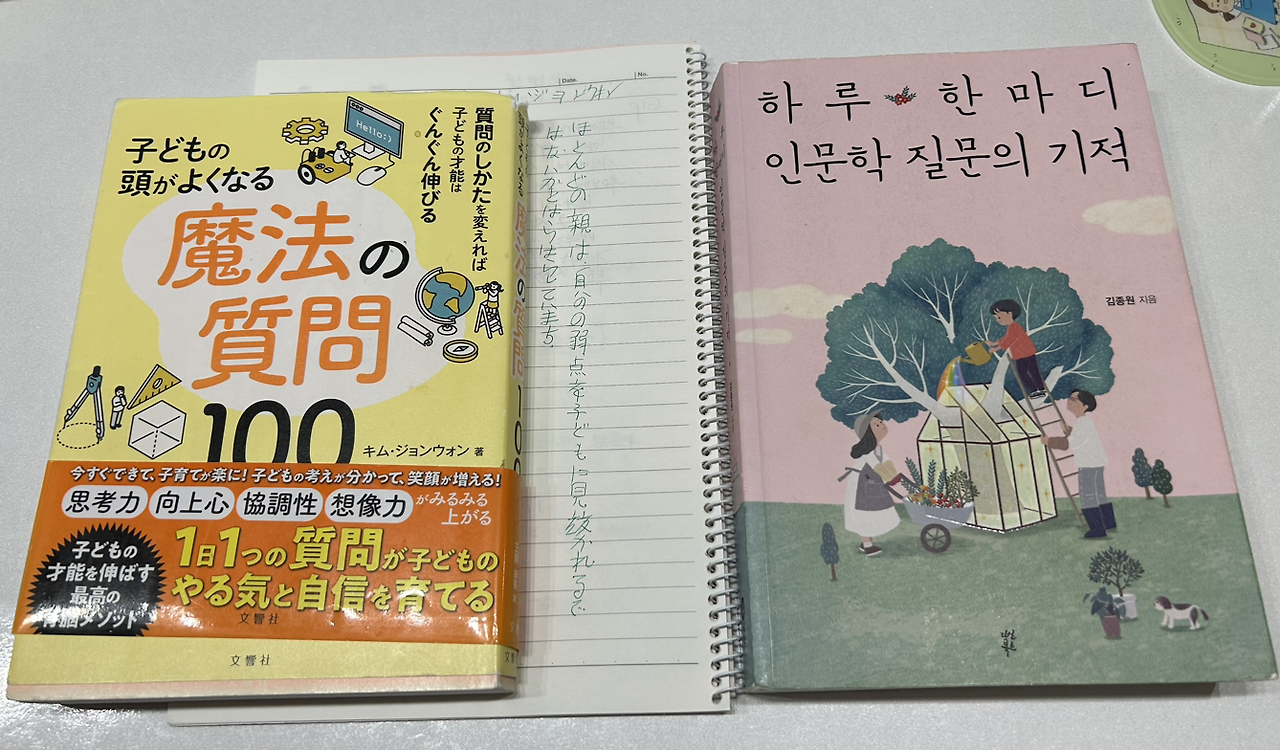 子どもの
頭がよくなる
魔法の
質問
100
質問のしかたを変えれば
子どもの才能は
ぐんぐん伸びる
Hello:)
キム・ジョンウォン 著
今すぐできて、子育てが楽に!子どもの考えが分かって、笑顔が増える!
思考力 向上心 協調性 想像力 がみるみる
上がる
子どもの
才能を伸ばす
最高の
1日1つの質問が子どもの
やる気と自信を育てる
文響社
文響社
Date.
No.
ほとんどの親は、自分の弱点を子どもに見抜かれるで
はないかとはらはらしています。
하루 한마디
인문학 질문의 기적
김종원 지음